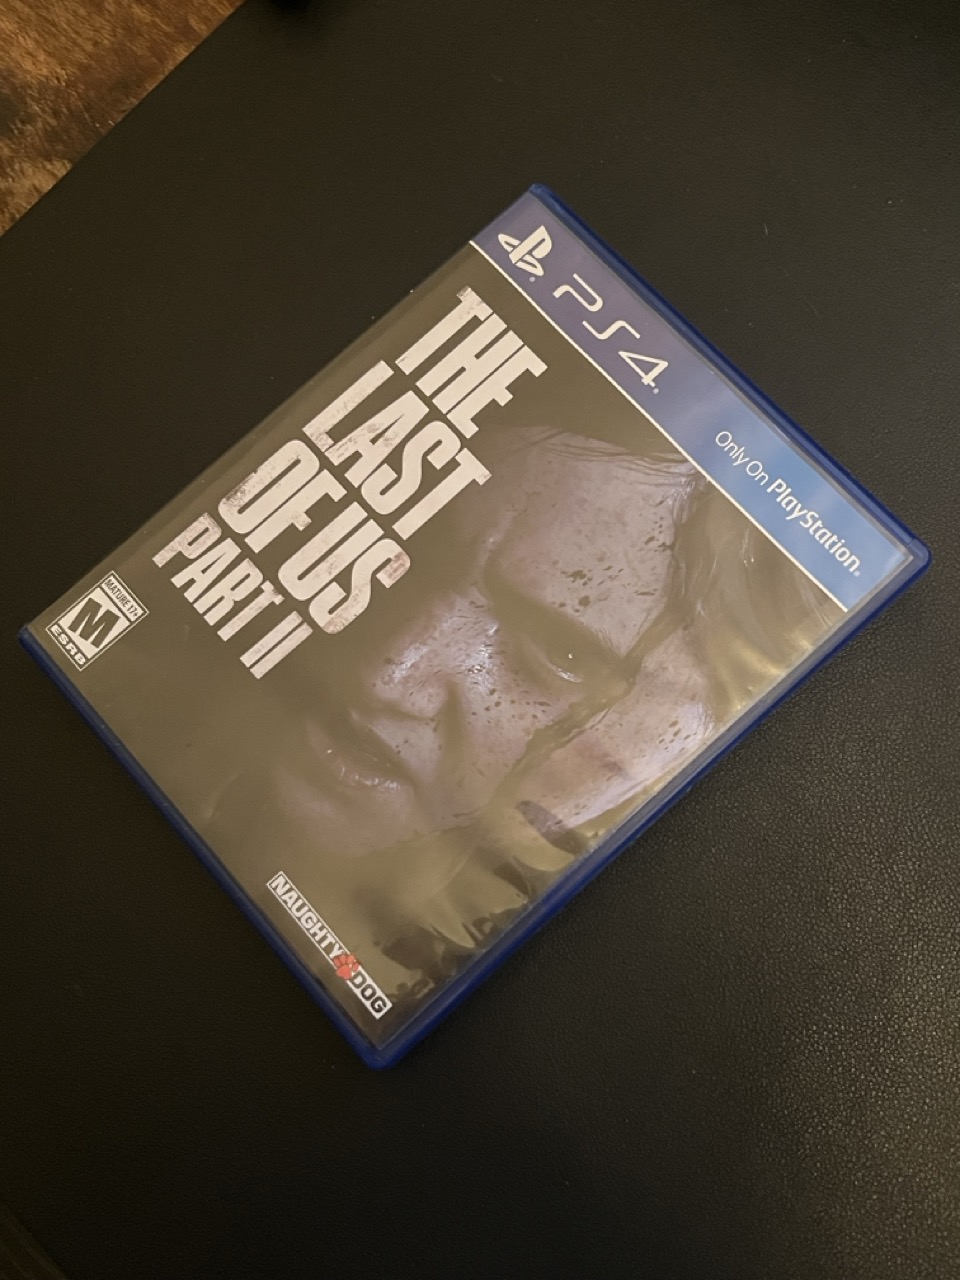 PS4
Only On PlayStation
THE
LAST
OF US
PART II
MATURE 17+
M
ESRB
NAUGHTY DOG